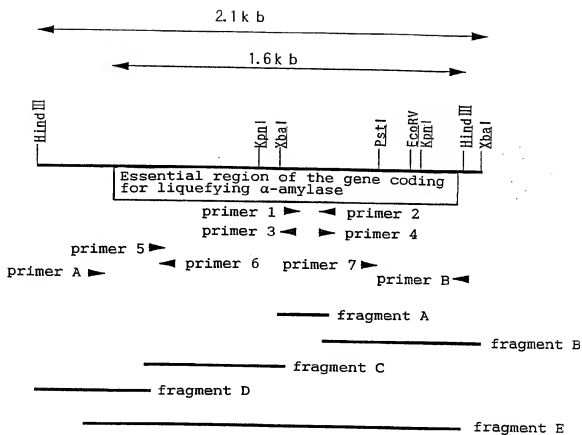 2.1kb
1.6kb
HindⅢ
KpnⅠ
XbaⅠ
PstⅠ
EcoRV
KpnⅠ
HindⅢ
XbaⅠ
Essential region of the gene coding
for liquefying α-amylase
primer 1
primer 2
primer 3
primer 4
primer 5
primer 6
primer 7
primer A
primer B
fragment A
fragment B
fragment C
fragment D
fragment E